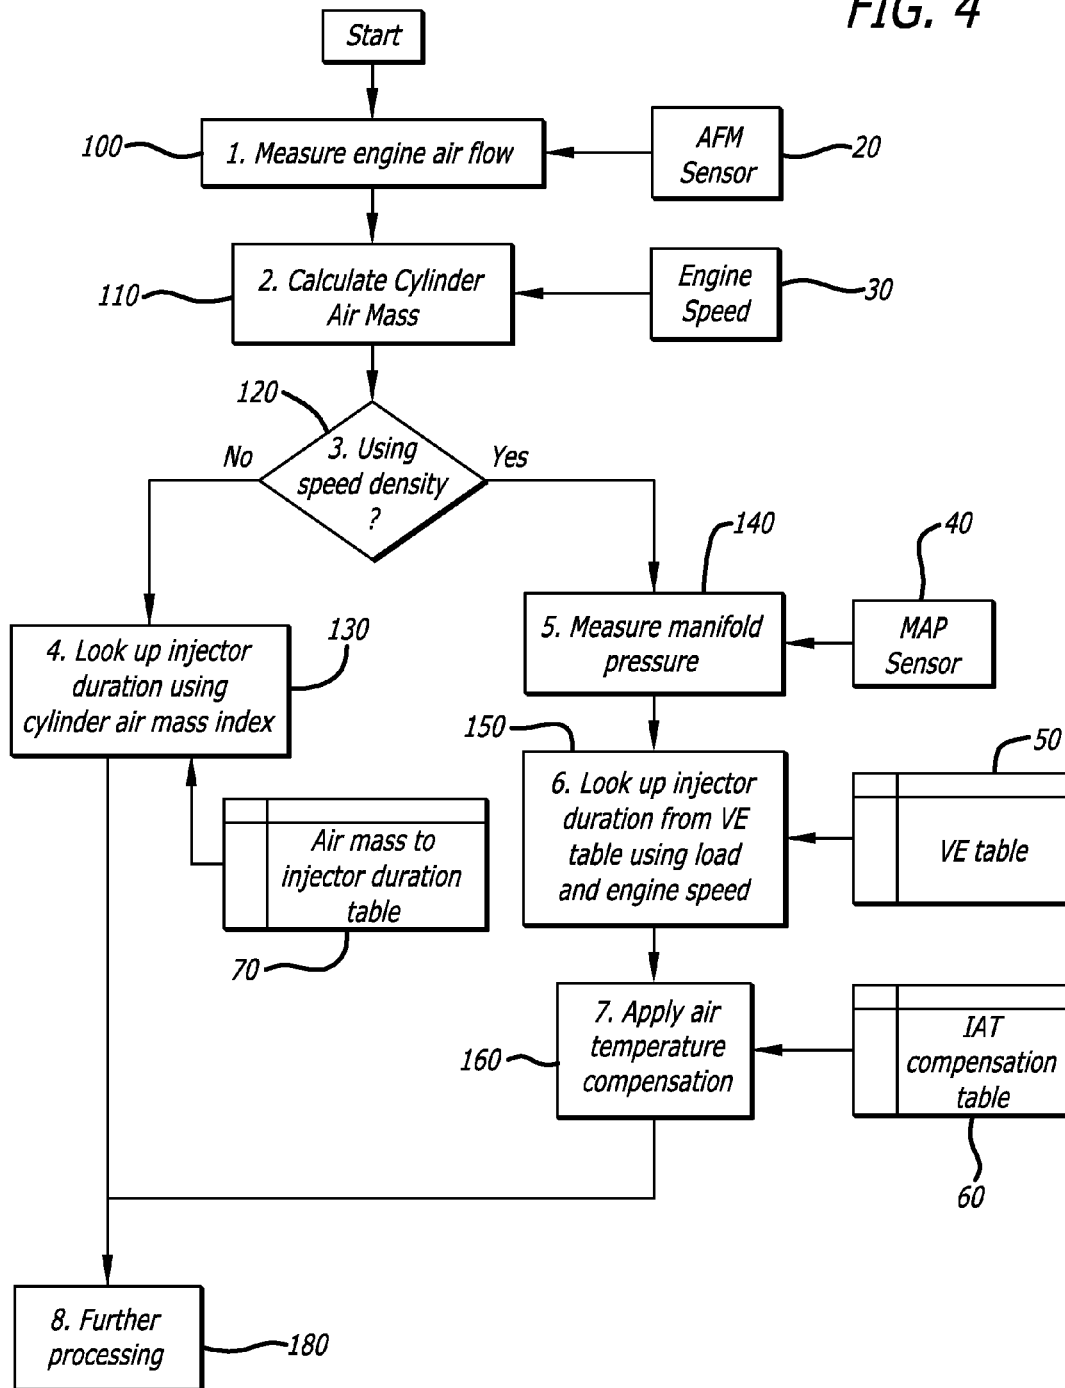 FIG. 4
Start
100
1. Measure engine air flow
AFM
Sensor
20
110
2. Calculate Cylinder
Air Mass
Engine
Speed
30
120
No
3. Using
speed density
?
Yes
140
40
4. Look up injector
duration using
cylinder air mass index
130
5. Measure manifold
pressure
MAP
Sensor
150
50
6. Look up injector
duration from VE
table using load
and engine speed
VE table
Air mass to
injector duration
table
70
7. Apply air
temperature
compensation
160
IAT
compensation
table
60
8. Further
processing
180